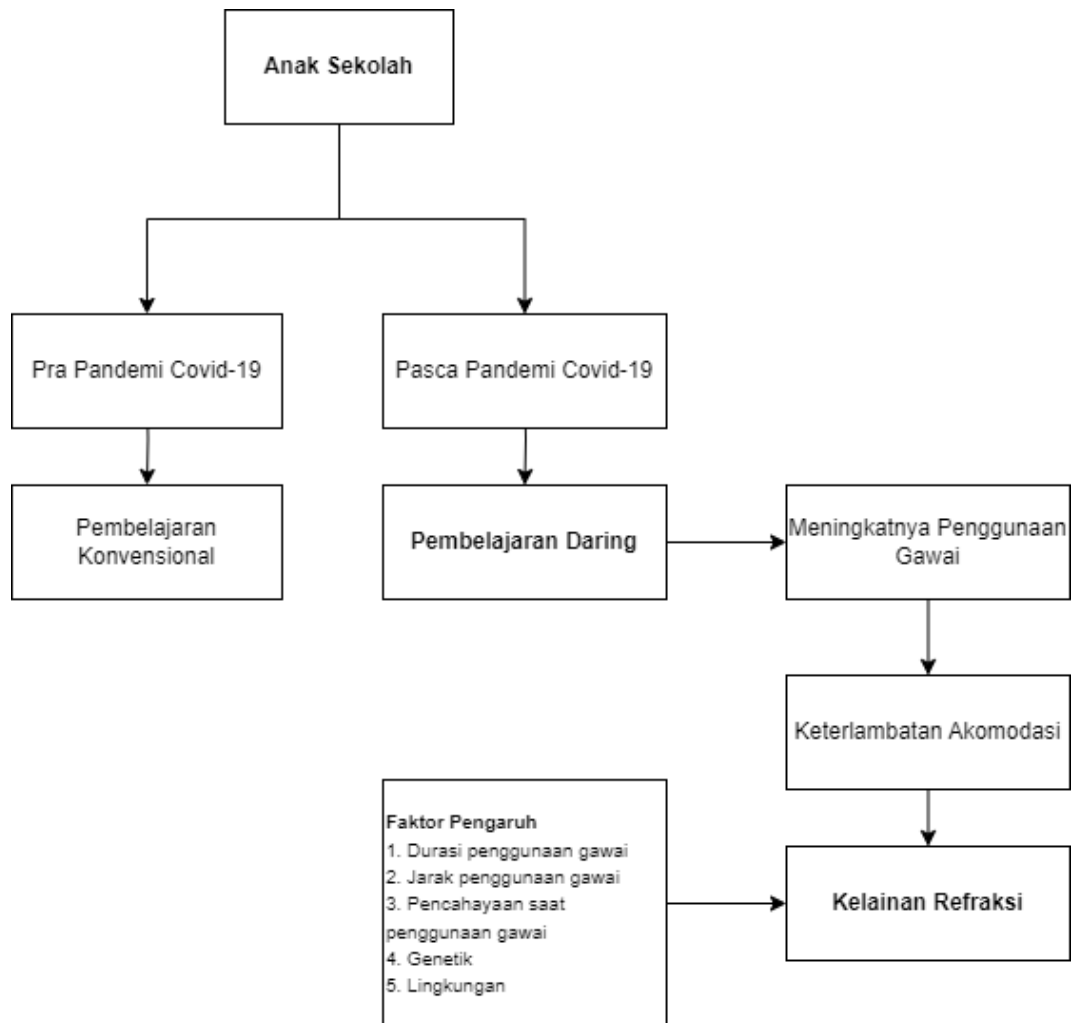 Anak Sekolah
Pra Pandemi Covid-19
Pasca Pandemi Covid-19
Pembelajaran
Konvensional
Pembelajaran Daring
Meningkatnya Penggunaan
Gawai
Keterlambatan Akomodasi
Faktor Pengaruh
1. Durasi penggunaan gawai
2. Jarak penggunaan gawai
3. Pencahayaan saat
penggunaan gawai
4. Genetik
5. Lingkungan
Kelainan Refraksi